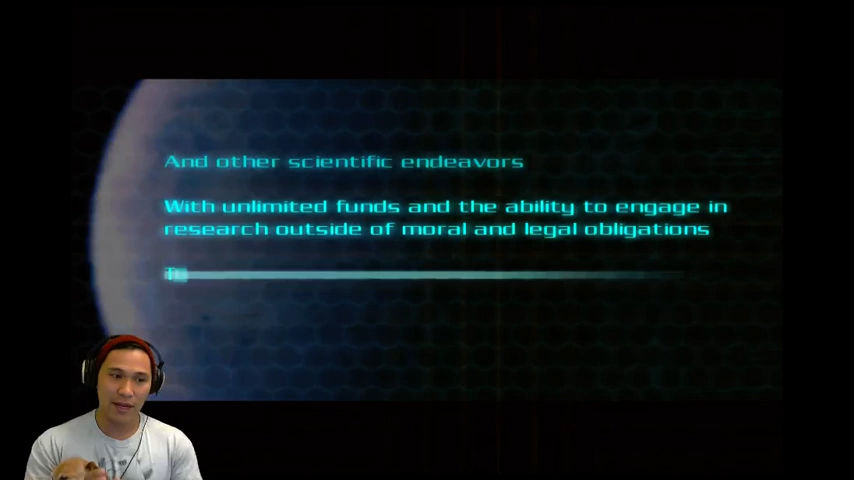 And other scientific endeavors
With unlimited funds and the ability to engage in
research outside of moral and legal obligations